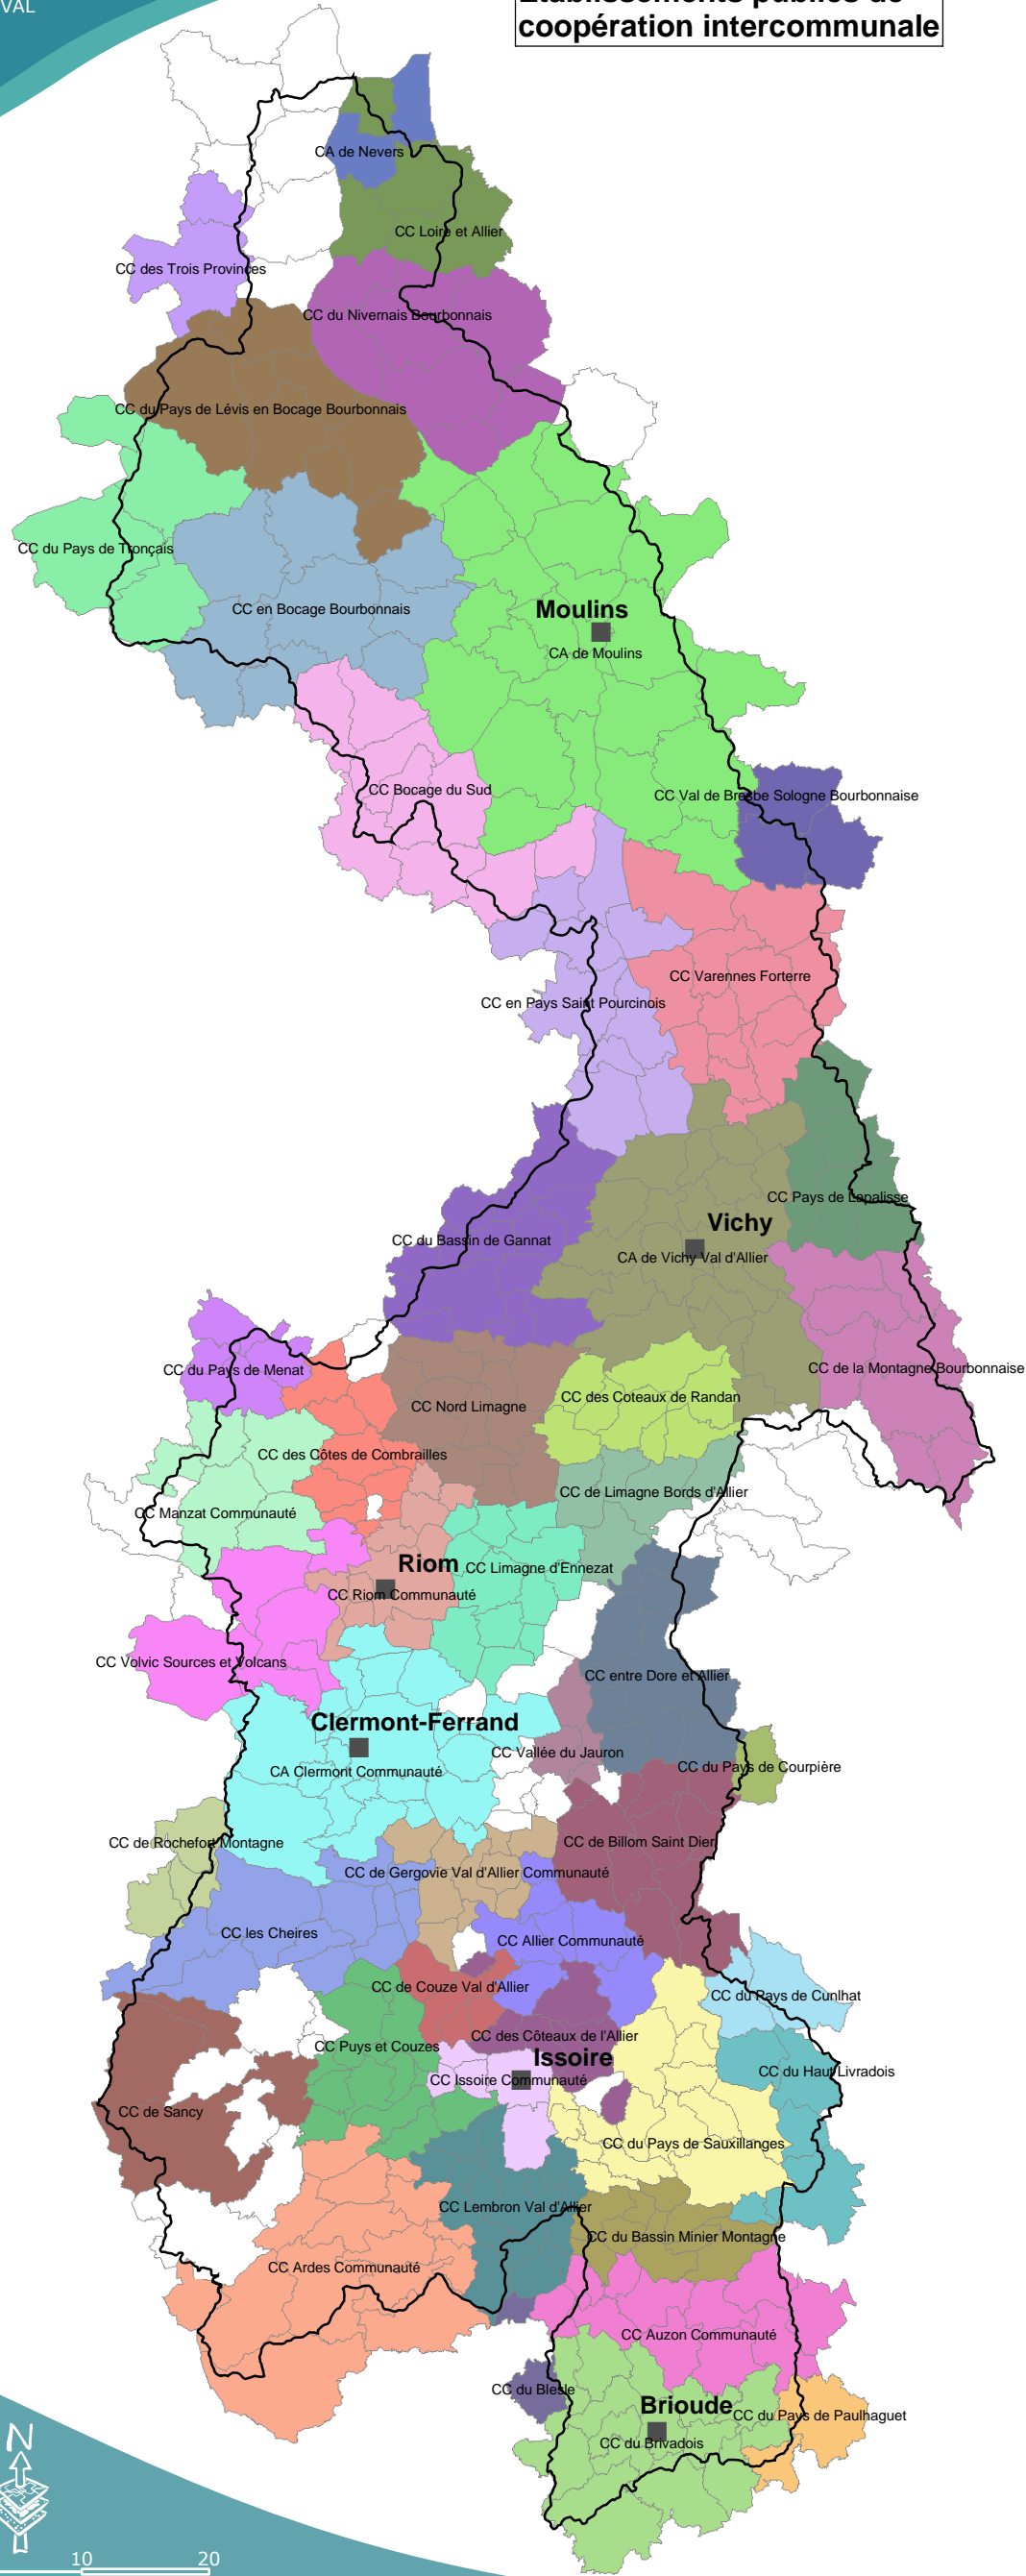 VAL
Etablissements publics de
coopération intercommunale
CA de Nevers
CC Loire et Allier
CC des Trois Provinces
CC du Nivernais Bourbonnais
CC du Pays de Lévis en Bocage Bourbonnais
CC du Pays de Tronçais
CC en Bocage Bourbonnais
Moulins
CA de Moulins
CC Bocage du Sud
CC Val de Besbre Sologne Bourbonnaise
CC Varennes Forterre
CC en Pays Saint Pourcinois
CC Pays de Lapalisse
Vichy
CC du Bassin de Gannat
CA de Vichy Val d'Allier
CC du Pays de Menat
CC de la Montagne Bourbonnaise
CC des Coteaux de Randan
CC Nord Limagne
CC des Côtes de Combrailles
CC de Limagne Bords d'Allier
CC Manzat Communauté
Riom
CC Limagne d'Ennezat
CC Riom Communauté
CC Volvic Sources et Volcans
CC entre Dore et Allier
Clermont-Ferrand
CC Vallée du Jauron
CC du Pays de Courpière
CA Clermont Communauté
CC de Rochefort Montagne
CC de Billom Saint Dier
CC de Gergovie Val d'Allier Communauté
CC les Cheires
CC Allier Communauté
CC de Couze Val d'Allier
CC du Pays de Cunlhat
CC des Côteaux de l'Allier
CC Puys et Couzes
Issoire
CC du Haut Livradois
CC Issoire Communauté
CC de Sancy
CC du Pays de Sauxillanges
CC Lembron Val d'Allier
CC du Bassin Minier Montagne
CC Ardes Communauté
CC Auzon Communauté
CC du Blesle
Brioude
CC du Pays de Paulhaguet
CC du Brivadois
N
10 20